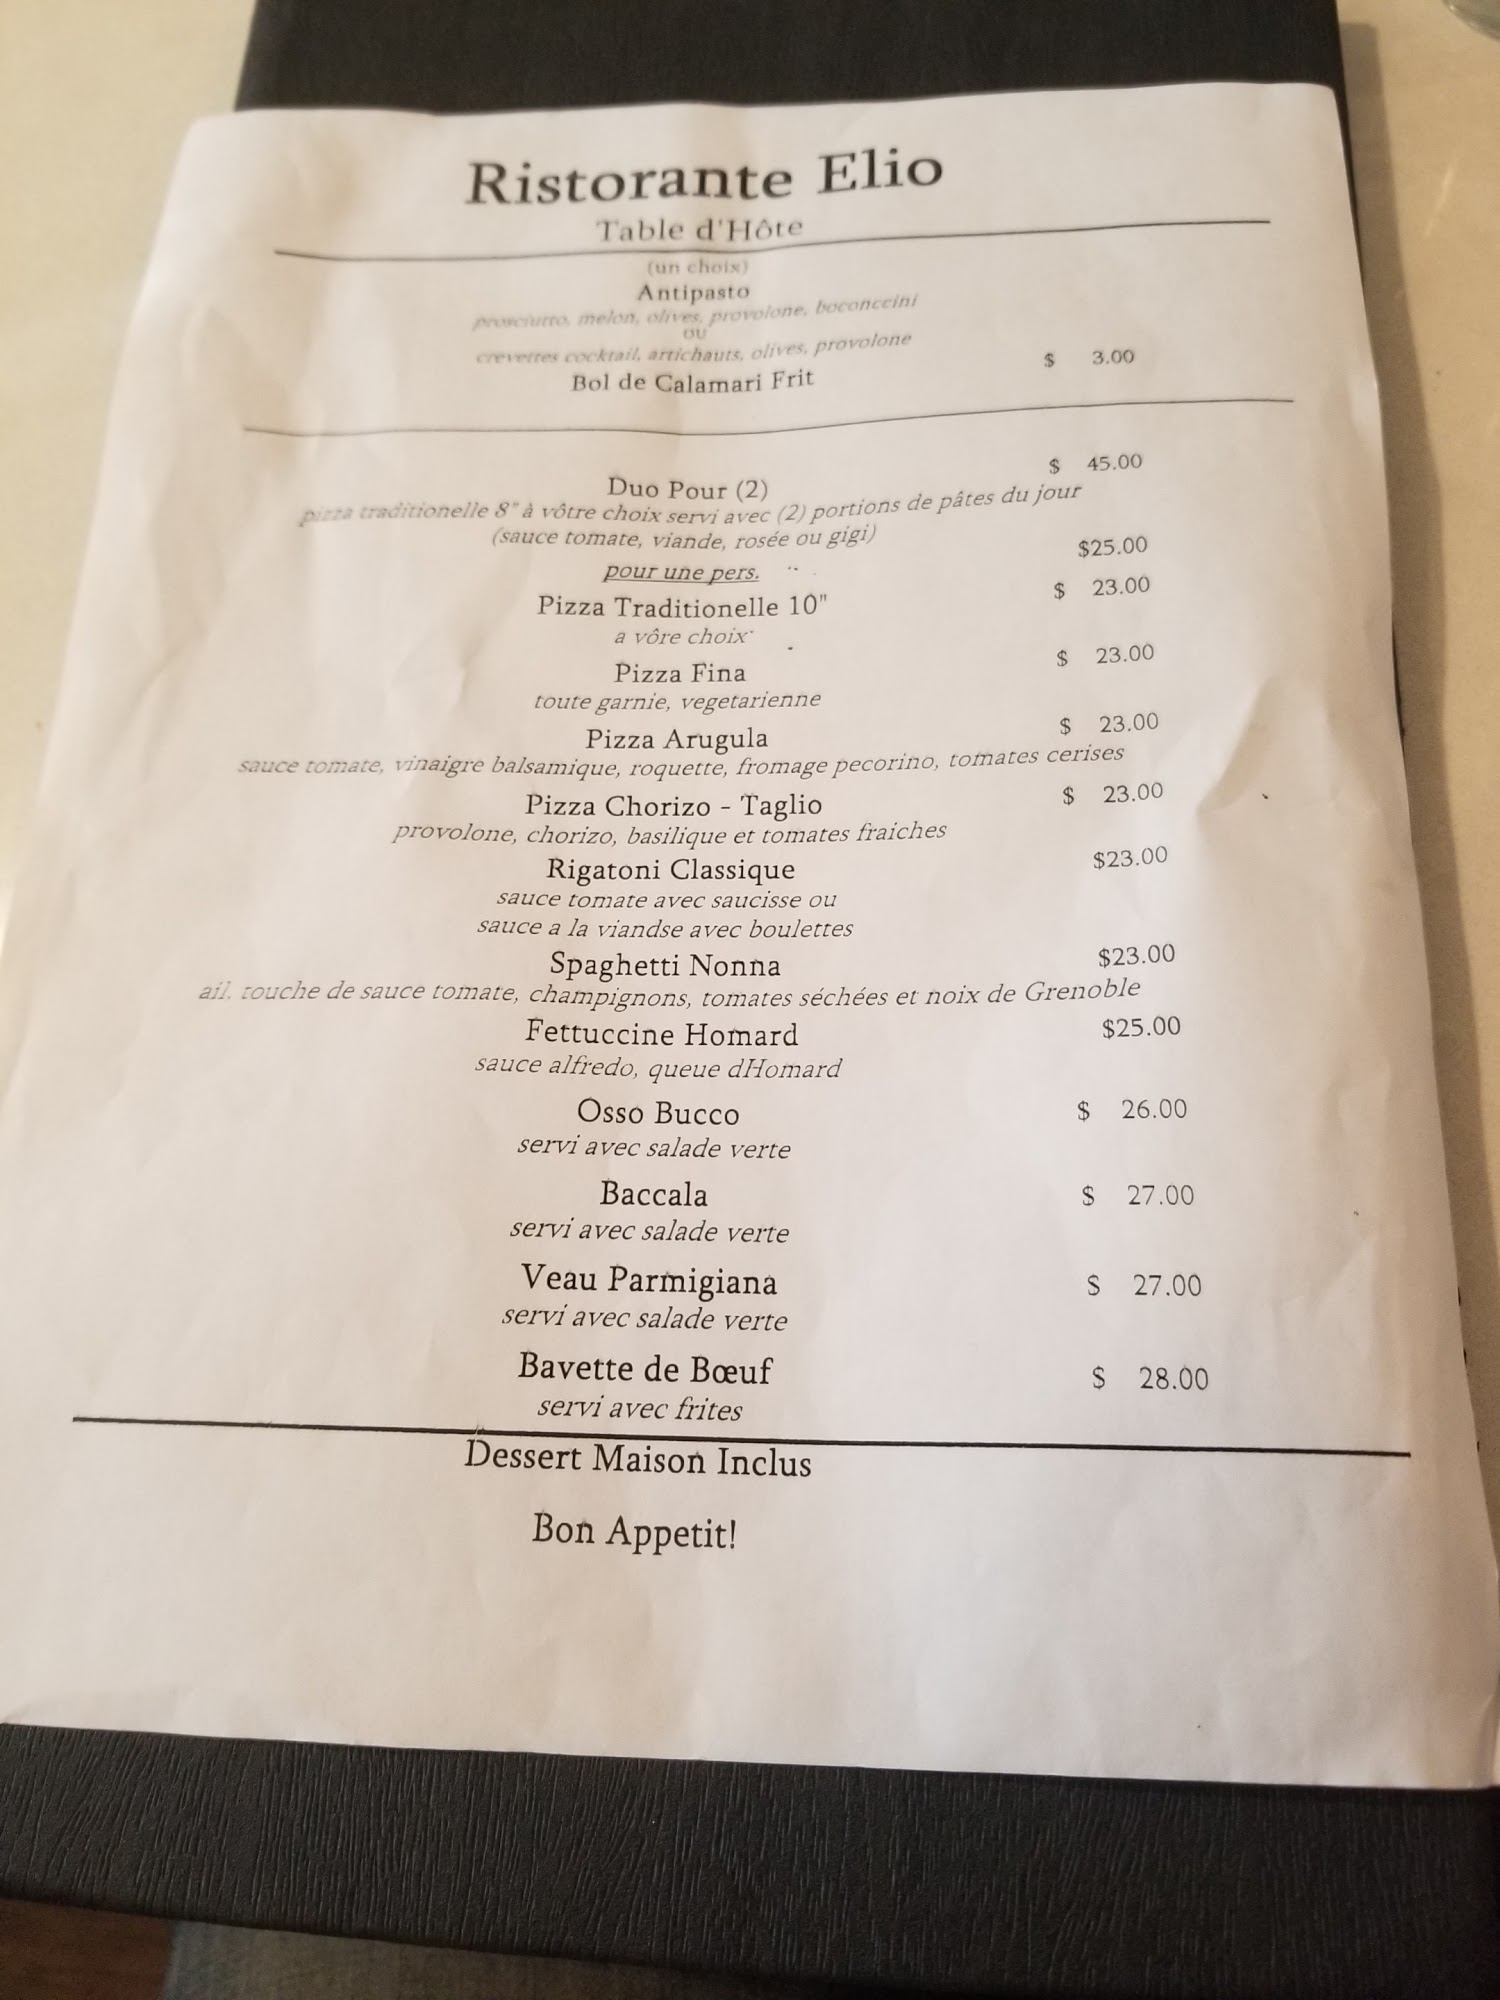 Ristorante Elio
Table d'Hôte
(un choix)
Antipasto
prosciutto, melon, olives, provolone, boconccini
ou
crevettes cocktail, artichauts, olives, provolone
Bol de Calamari Frit $ 3.00
Duo Pour (2) $ 45.00
pizza traditionelle 8" à vôtre choix servi avec (2) portions de pâtes du jour
(sauce tomate, viande, rosée ou gigi)
pour une pers. $25.00
Pizza Traditionelle 10" $ 23.00
a vôre choix
Pizza Fina $ 23.00
toute garnie, vegetarienne
Pizza Arugula $ 23.00
sauce tomate, vinaigre balsamique, roquette, fromage pecorino, tomates cerises
Pizza Chorizo - Taglio $ 23.00
provolone, chorizo, basilique et tomates fraiches
Rigatoni Classique $23.00
sauce tomate avec saucisse ou
sauce a la viandse avec boulettes
Spaghetti Nonna $23.00
ail, touche de sauce tomate, champignons, tomates séchées et noix de Grenoble
Fettuccine Homard $25.00
sauce alfredo, queue dHomard
Osso Bucco $ 26.00
servi avec salade verte
Baccala $ 27.00
servi avec salade verte
Veau Parmigiana $ 27.00
servi avec salade verte
Bavette de Bœuf $ 28.00
servi avec frites
Dessert Maison Inclus
Bon Appetit!